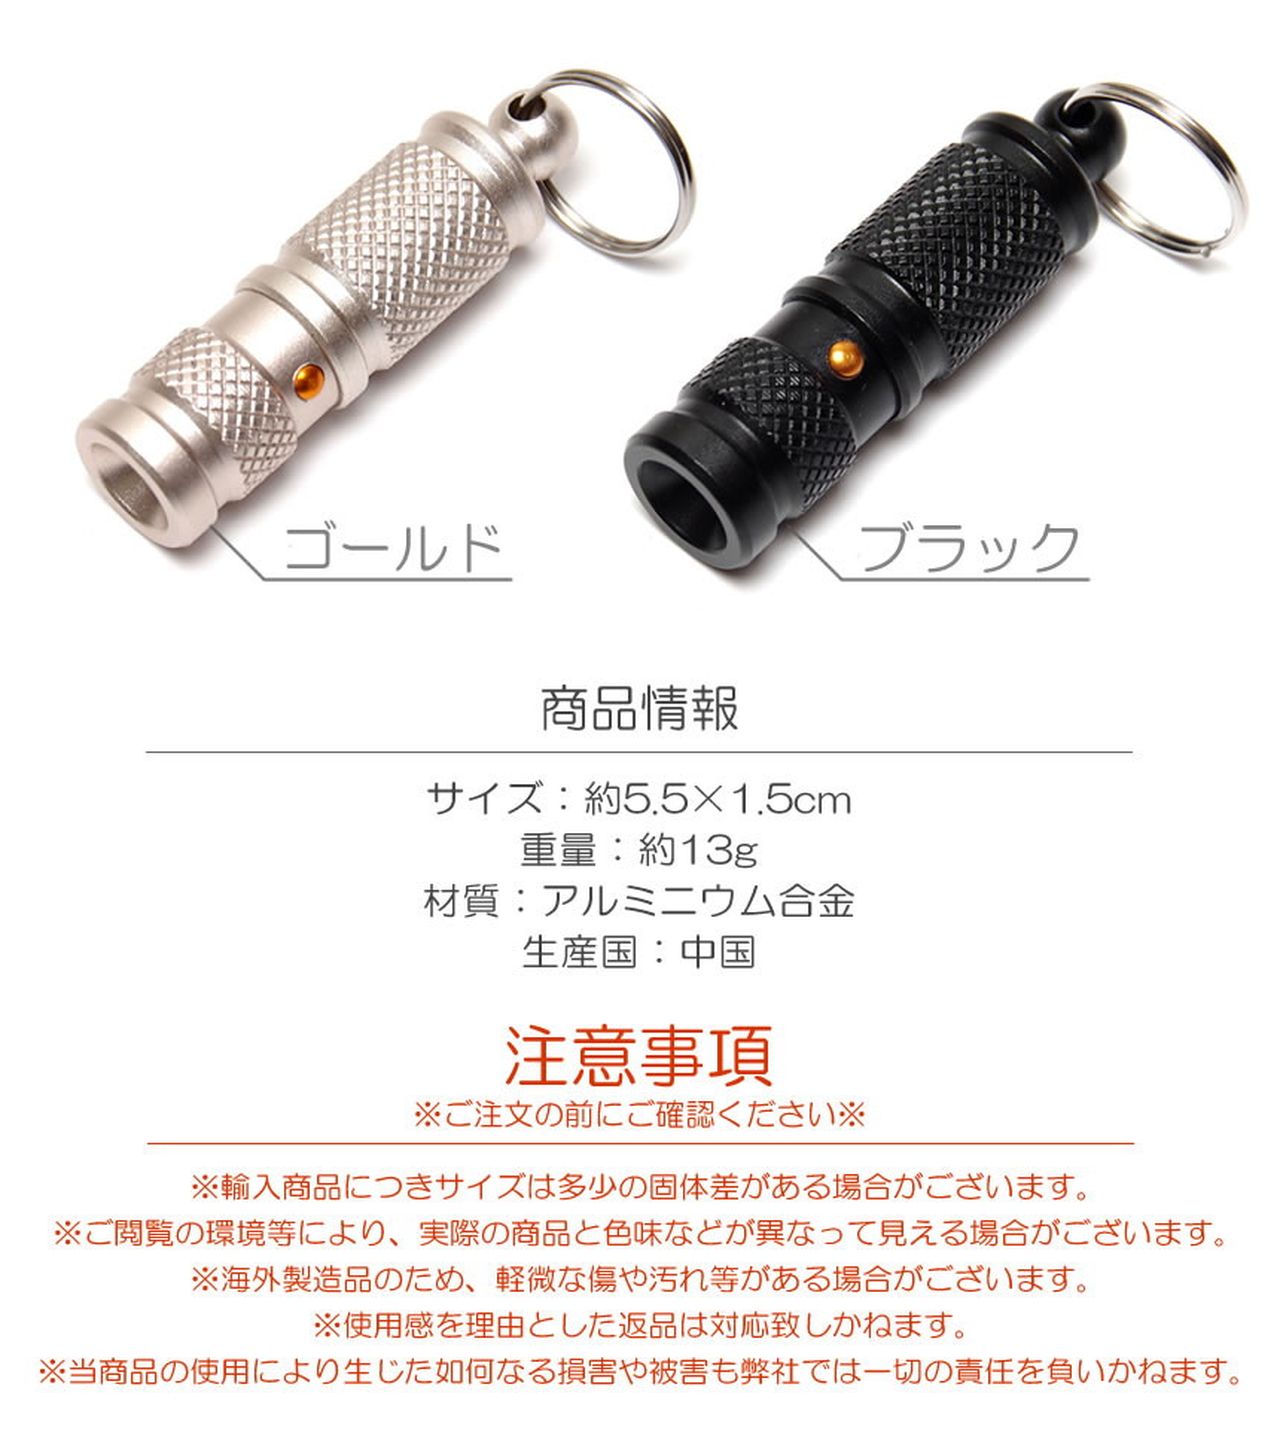 ゴールド
ブラック
商品情報
サイズ：約5.5×1.5cm
重量：約13g
材質：アルミニウム合金
生産国：中国
注意事項
※ご注文の前にご確認ください※
※輸入商品につきサイズは多少の固体差がある場合がございます。
※ご閲覧の環境等により、実際の商品と色味などが異なって見える場合がございます。
※海外製造品のため、軽微な傷や汚れ等がある場合がございます。
※使用感を理由とした返品は対応致しかねます。
※当商品の使用により生じた如何なる損害や被害も弊社では一切の責任を負いかねます。